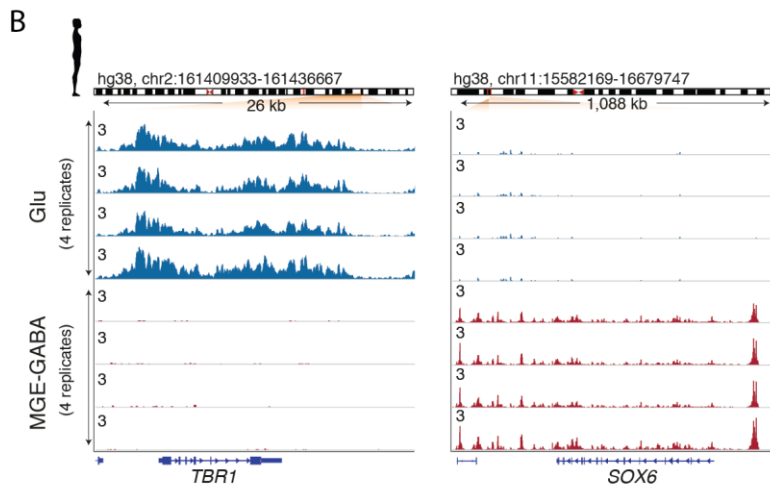 B
hg38, chr2:161409933-161436667
26 kb
hg38, chr11:15582169-16679747
1,088 kb
Glu
(4 replicates)
3
3
3
3
MGE-GABA
(4 replicates)
3
3
3
3
TBR1
3
3
3
3
3
3
3
3
SOX6